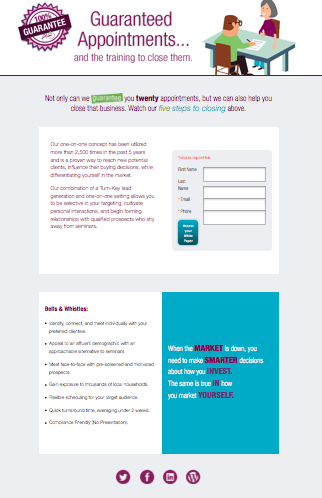 100%
GUARANTEE
Guaranteed
Appointments...
and the training to close them.
Not only can we guarantee you twenty appointments, but we can also help you
close that business. Watch our five steps to closing above.
Our one-on-one concept has been utilized
more than 2,500 times in the past 5 years
and is a proven way to reach new potential
clients, influence their buying decisions, while
differentiating yourself in the market.
Our combination of a Turn-Key lead
generation and one-on-one setting allows you
to be selective in your targeting, cultivate
personal interactions, and begin forming
relationships with qualified prospects who shy
away from seminars.
* Indicates required field
First Name
Last
Name
* Email
* Phone
Receive
your
White
Paper
Bells & Whistles:
• Identify, connect, and meet individually with your
preferred clientele.
• Appeal to an affluent demographic with an
approachable alternative to seminars.
• Meet face-to-face with pre-screened and motivated
prospects.
• Gain exposure to thousands of local households.
• Flexible scheduling for your target audience.
• Quick turnaround time, averaging under 2 weeks.
• Compliance Friendly (No Presentation).
When the MARKET is down, you
need to make SMARTER decisions
about how you INVEST.
The same is true IN how
you market YOURSELF.